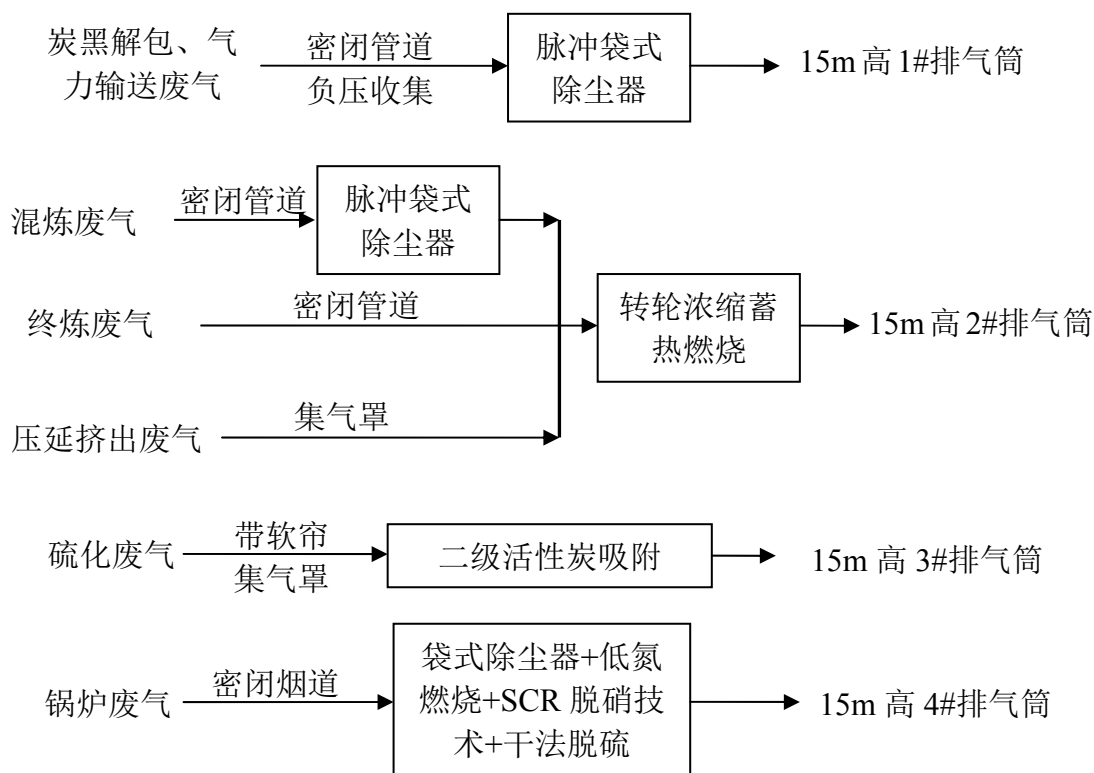 炭黑解包、气
力输送废气
密闭管道
负压收集
脉冲袋式
除尘器
15m 高 1#排气筒
混炼废气
密闭管道
脉冲袋式
除尘器
终炼废气
密闭管道
转轮浓缩蓄
热燃烧
15m 高 2#排气筒
压延挤出废气
集气罩
硫化废气
带软帘
集气罩
二级活性炭吸附
15m 高 3#排气筒
锅炉废气
密闭烟道
袋式除尘器+低氮
燃烧+SCR 脱硝技
术+干法脱硫
15m 高 4#排气筒